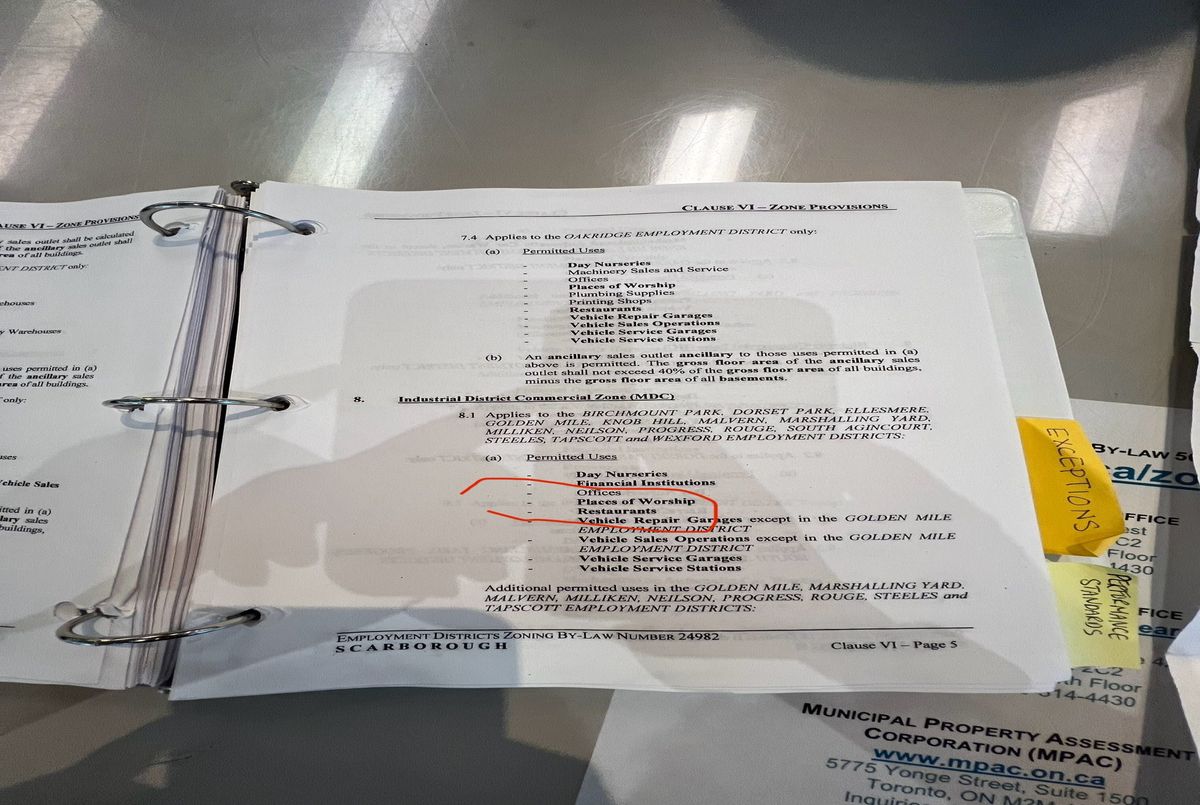 CLAUSE VI – ZONE PROVISIONS
sales outlet shall be calculated
the ancillary sales outlet shall
area of all buildings.
ENT DISTRICT only:
Warehouses
uses permitted in (a)
the ancillary sales
area of all buildings.
only:
Vehicle Sales
permitted in (a)
sales
buildings,
CLAUSE VI – ZONE PROVISIONS
7.4 Applies to the OAKRIDGE EMPLOYMENT DISTRICT only:
(a) Permitted Uses
- Day Nurseries
- Machinery Sales and Service
- Offices
- Places of Worship
- Plumbing Supplies
- Printing Shops
- Restaurants
- Vehicle Repair Garages
- Vehicle Sales Operations
- Vehicle Service Garages
- Vehicle Service Stations
(b) An ancillary sales outlet ancillary to those uses permitted in (a)
above is permitted. The gross floor area of the ancillary sales
outlet shall not exceed 40% of the gross floor area of all buildings,
minus the gross floor area of all basements.
8. Industrial District Commercial Zone (MDC)
8.1 Applies to the BIRCHMOUNT PARK, DORSET PARK, ELLESMERE,
GOLDEN MILE, KNOB HILL, MALVERN, MARSHALLING YARD,
MILLIKEN, NEILSON, PROGRESS, ROUGE, SOUTH AGINCOURT,
STEELES, TAPSCOTT and WEXFORD EMPLOYMENT DISTRICTS:
(a) Permitted Uses
- Day Nurseries
- Financial Institutions
- Offices
- Places of Worship
- Restaurants
- Vehicle Repair Garages except in the GOLDEN MILE
EMPLOYMENT DISTRICT
- Vehicle Sales Operations except in the GOLDEN MILE
EMPLOYMENT DISTRICT
- Vehicle Service Garages
- Vehicle Service Stations
Additional permitted uses in the GOLDEN MILE, MARSHALLING YARD,
MALVERN, MILLIKEN, NEILSON, PROGRESS, ROUGE, STEELES and
TAPSCOTT EMPLOYMENT DISTRICTS:
EMPLOYMENT DISTRICTS ZONING BY-LAW NUMBER 24982
SCARBOROUGH
Clause VI – Page 5
EXCEPTIONS
PERFORMANCE
STANDARDS
BY-LAW
a/zo
C2
Floor
1430
2C2
Floor
314-4430
MUNICIPAL PROPERTY ASSESSMENT
CORPORATION (MPAC)
www.mpac.on.ca
5775 Yonge Street, Suite 1500
Toronto, ON